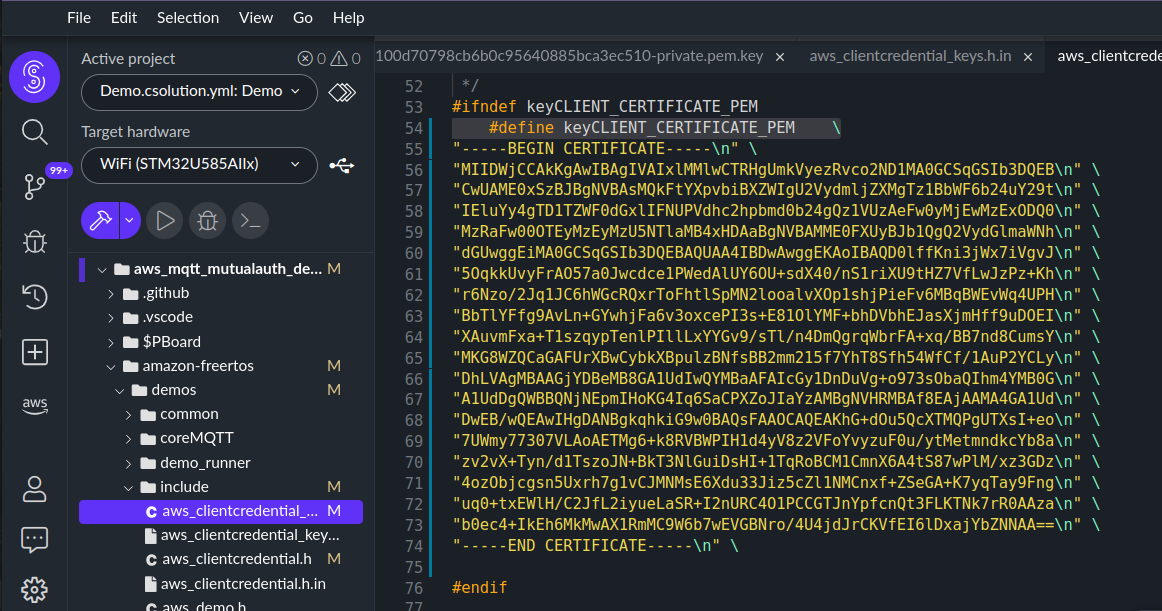 File Edit Selection View Go Help
Active project
0 0
Demo.csolution.yml: Demo
Target hardware
WiFi (STM32U585AIIx)
99+
aws
aws_mqtt_mutualauth_de... M
.github
.vscode
$PBoard
amazon-freertos M
demos M
common
coreMQTT
demo_runner
include M
C aws_clientcredential_... M
aws_clientcredential_key...
C aws_clientcredential.h M
aws_clientcredential.h.in
C aws_demo.h
100d70798cb6b0c95640885bca3ec510-private.pem.key aws_clientcredential_keys.h.in aws_clientcrede
52 */
53 #ifndef keyCLIENT_CERTIFICATE_PEM
54 #define keyCLIENT_CERTIFICATE_PEM \
55 "-----BEGIN CERTIFICATE-----\n" \
56 "MIIDWjCCAkKgAwIBAgIVAIxlMMlwCTRHgUmkVyezRvco2ND1MA0GCSqGSIb3DQEB\n" \
57 "CwUAME0xSzBJBgNVBAsMQkFtYXpvbiBXZWIgU2VydmljZXMgTz1BbWF6b24uY29t\n" \
58 "IEluYy4gTD1TZWF0dGxlIFNUPVdhc2hpbmd0b24gQz1VUzAeFw0yMjEwMzExODQ0\n" \
59 "MzRaFw00OTEyMzEyMzU5NTlaMB4xHDAaBgNVBAMME0FXUyBJb1QgQ2VydGlmaWNh\n" \
60 "dGUwggEiMA0GCSqGSIb3DQEBAQUAA4IBDwAwggEKAoIBAQD0lffKni3jWx7iVgvJ\n" \
61 "5OqkkUvyFrAO57a0Jwcdce1PWedAlUY6OU+sdX40/nS1riXU9tHZ7VfLwJzPz+Kh\n" \
62 "r6Nzo/2Jq1JC6hWGcRQxrToFhtlSpMN2looalvXOp1shjPieFv6MBqBWEvWq4UPH\n" \
63 "BbTlYFfg9AvLn+GYwhjFa6v3oxcePI3s+E81OlYMF+bhDVbhEJasXjmHff9uDOEI\n" \
64 "XAuvmFxa+T1szqypTenlPIllLxYYGv9/sTl/n4DmQgrqWbrFA+xq/BB7nd8CumsY\n" \
65 "MKG8WZQCaGAFUrXBwCybkXBpulzBNfsBB2mm215f7YhT8Sfh54WfCf/1AuP2YCLy\n" \
66 "DhLVAgMBAAGjYDBeMB8GA1UdIwQYMBaAFAIcGy1DnDuVg+o973sObaQIhm4YMB0G\n" \
67 "A1UdDgQWBBQNjNEpmIHoKG4Iq6SaCPXZoJIaYzAMBgNVHRMBAf8EAjAAMA4GA1Ud\n" \
68 "DwEB/wQEAwIHgDANBgkqhkiG9w0BAQsFAAOCAQEAKhG+dOu5QcXTMQPgUTXsI+eo\n" \
69 "7UWmy77307VLAoAETMg6+k8RVBWPIH1d4yV8z2VFoYvyzuF0u/ytMetmndkcYb8a\n" \
70 "zv2vX+Tyn/d1TszoJN+BkT3NlGuiDsHI+1TqRoBCM1CmnX6A4tS87wPlM/xz3GDz\n" \
71 "4ozObjcgsn5Uxrh7g1vCJMNMsE6Xdu33Jiz5cZl1NMCnxf+ZSeGA+K7yqTay9Fng\n" \
72 "uq0+txEWlH/C2JfL2iyueLaSR+I2nURC4O1PCCGTJnYpfcnQt3FLKTNk7rR0AAza\n" \
73 "b0ec4+IkEh6MkMwAX1RmMC9W6b7wEVGBNro/4U4jdJrCKVfEI6lDxajYbZNNAA==\n" \
74 "-----END CERTIFICATE-----\n" \
75
76 #endif
77